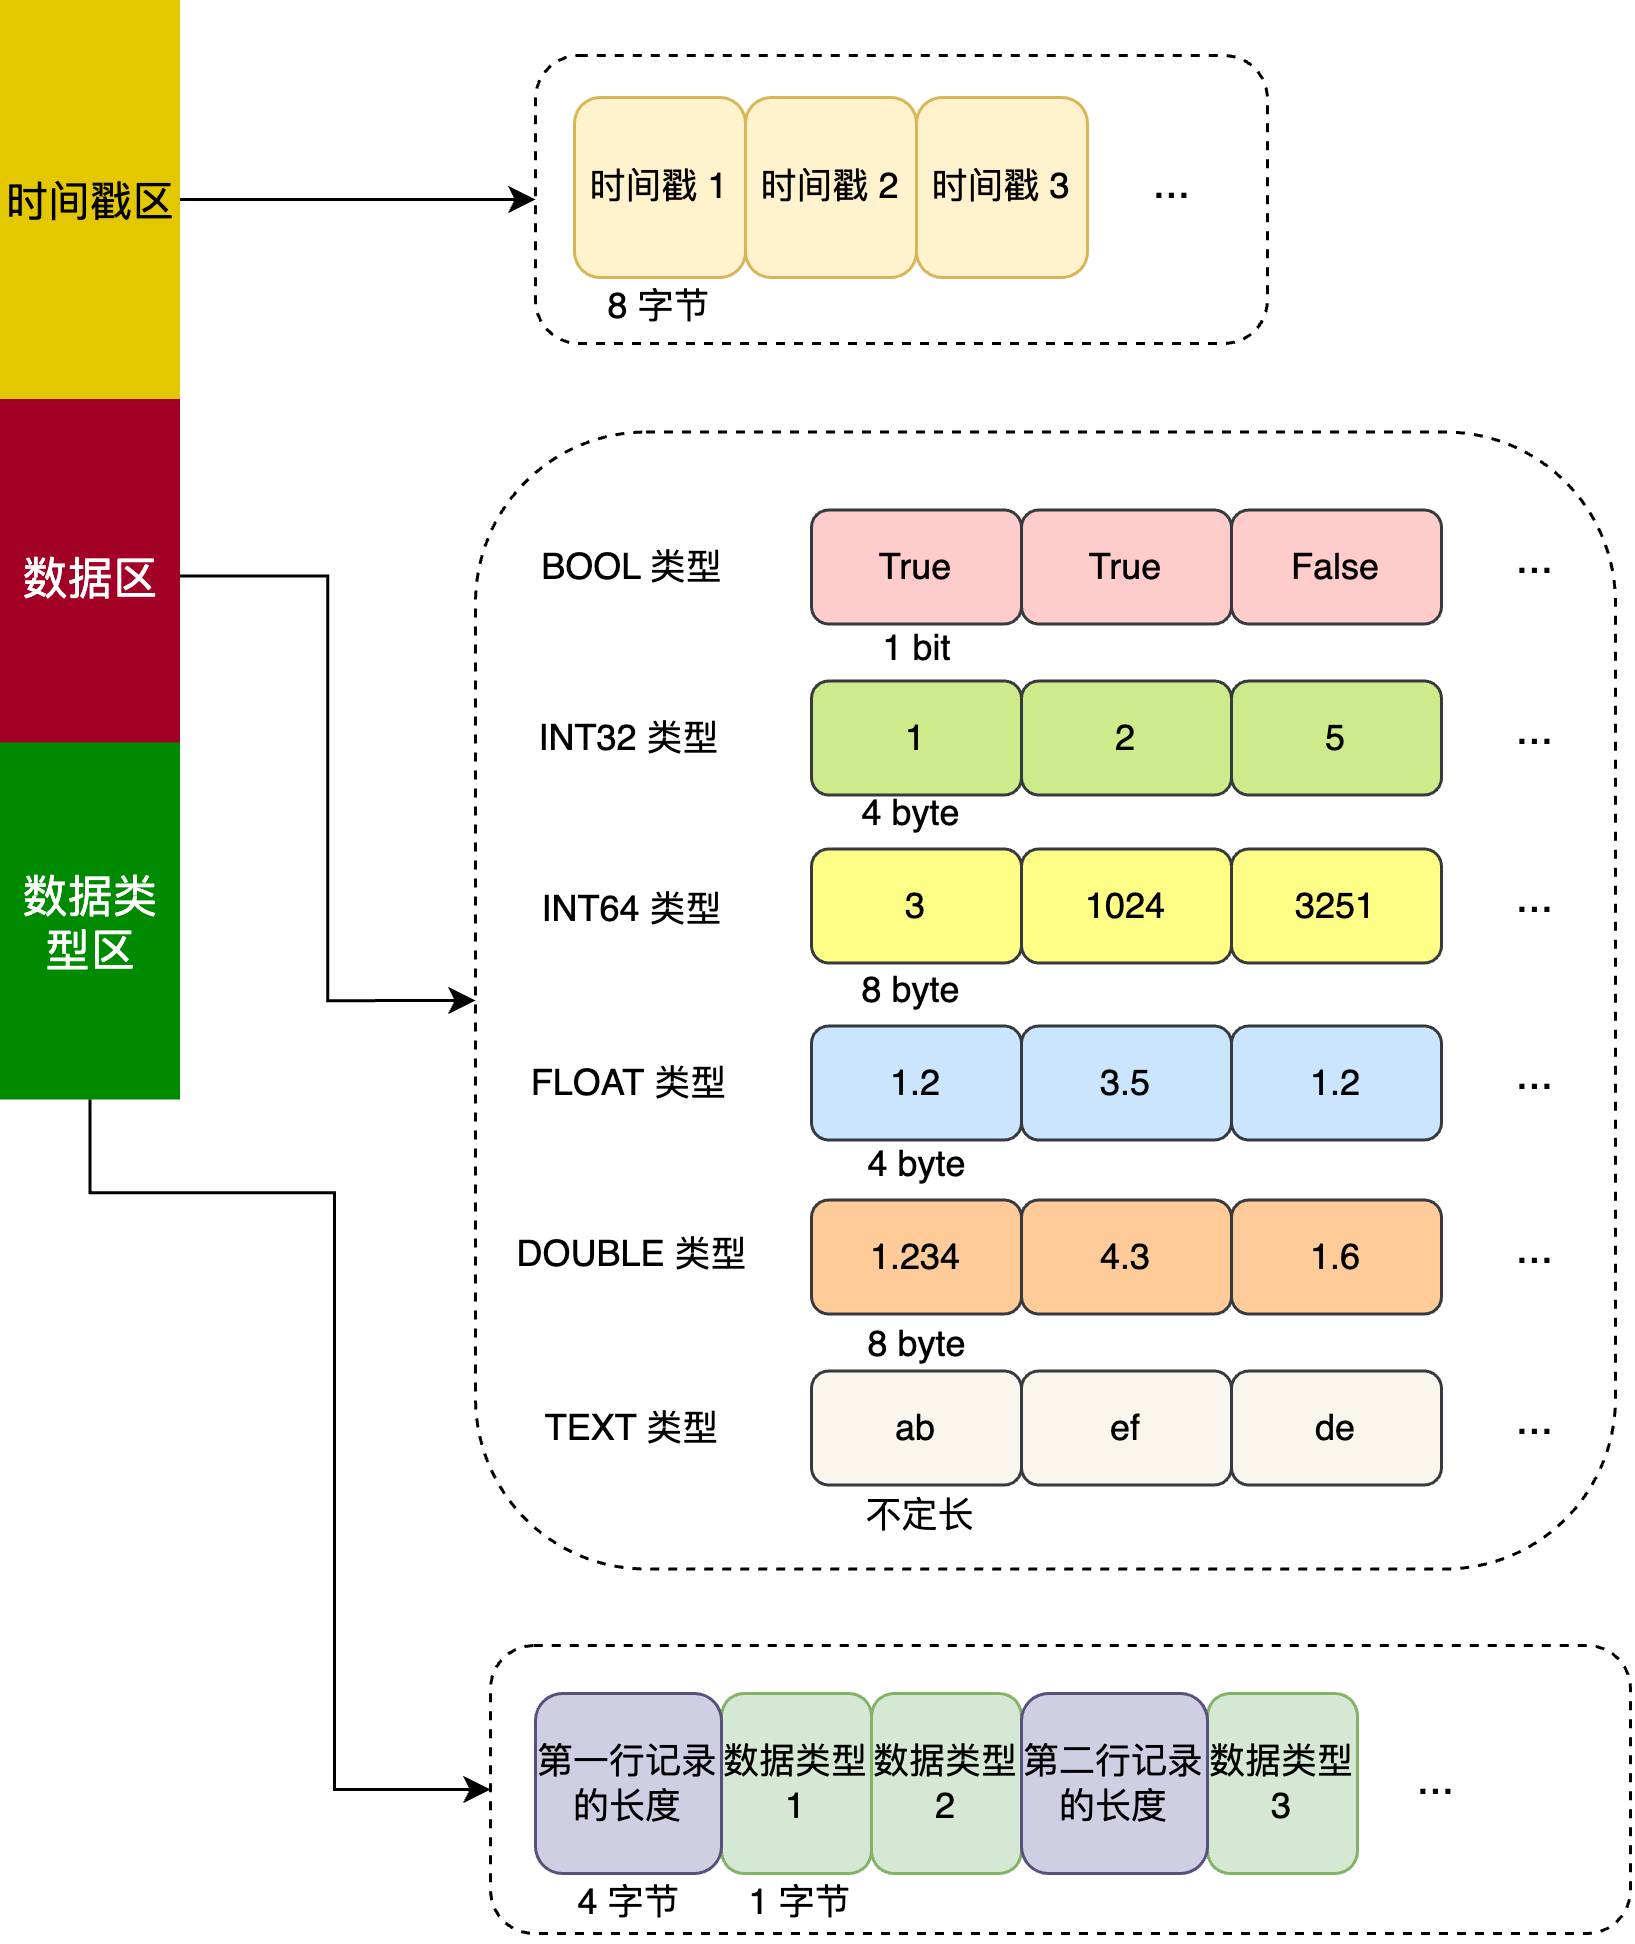 时间戳区
时间戳 1 时间戳 2 时间戳 3 ...
8 字节
数据区
BOOL 类型 True True False ...
1 bit
INT32 类型 1 2 5 ...
4 byte
数据类
型区
INT64 类型 3 1024 3251 ...
8 byte
FLOAT 类型 1.2 3.5 1.2 ...
4 byte
DOUBLE 类型 1.234 4.3 1.6 ...
8 byte
TEXT 类型 ab ef de ...
不定长
第一行记录
的长度
数据类型
1
数据类型
2
第二行记录
的长度
数据类型
3
...
4 字节 1 字节